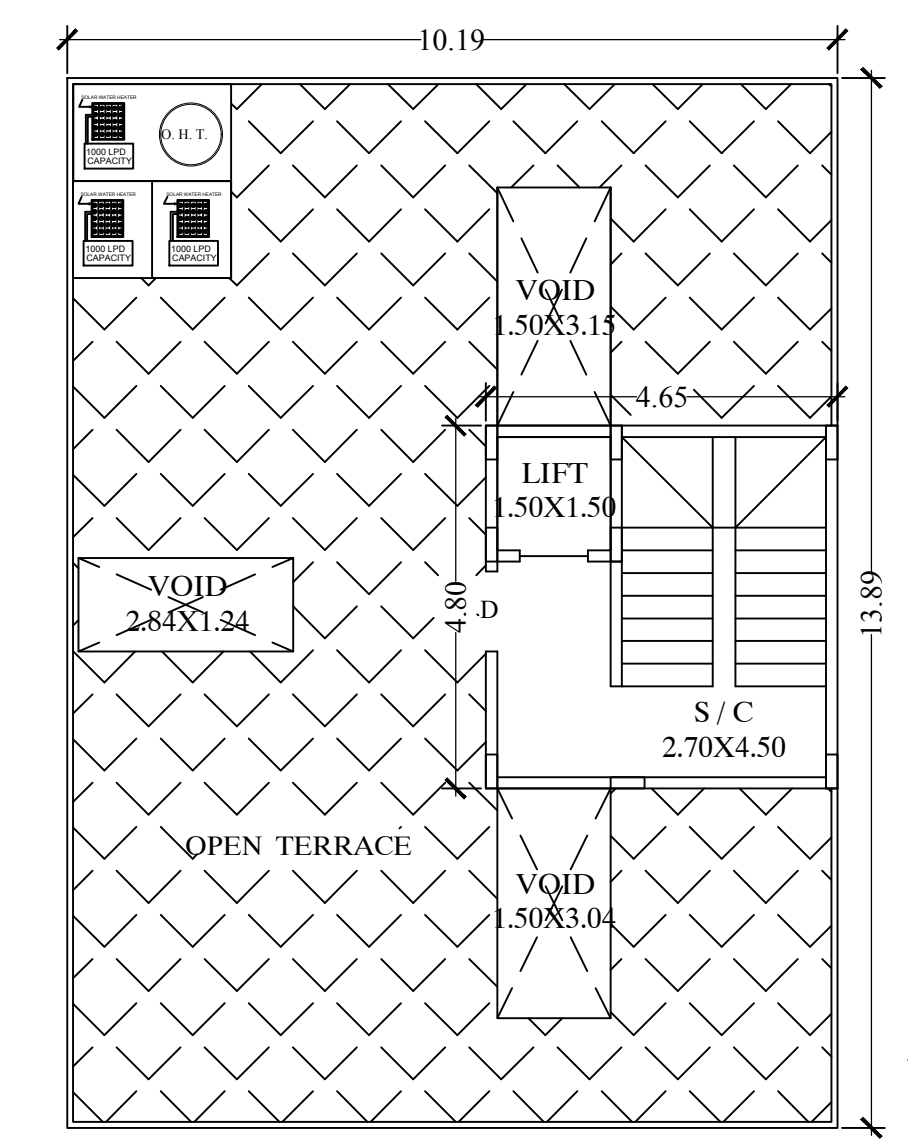 10.19
SOLAR WATER HEATER
1000 LPD
CAPACITY
O. H. T.
SOLAR WATER HEATER
1000 LPD
CAPACITY
SOLAR WATER HEATER
1000 LPD
CAPACITY
VOID
1.50X3.15
4.65
LIFT
1.50X1.50
VOID
2.84X1.24
4.80
D
13.89
S / C
2.70X4.50
OPEN TERRACE
VOID
1.50X3.04